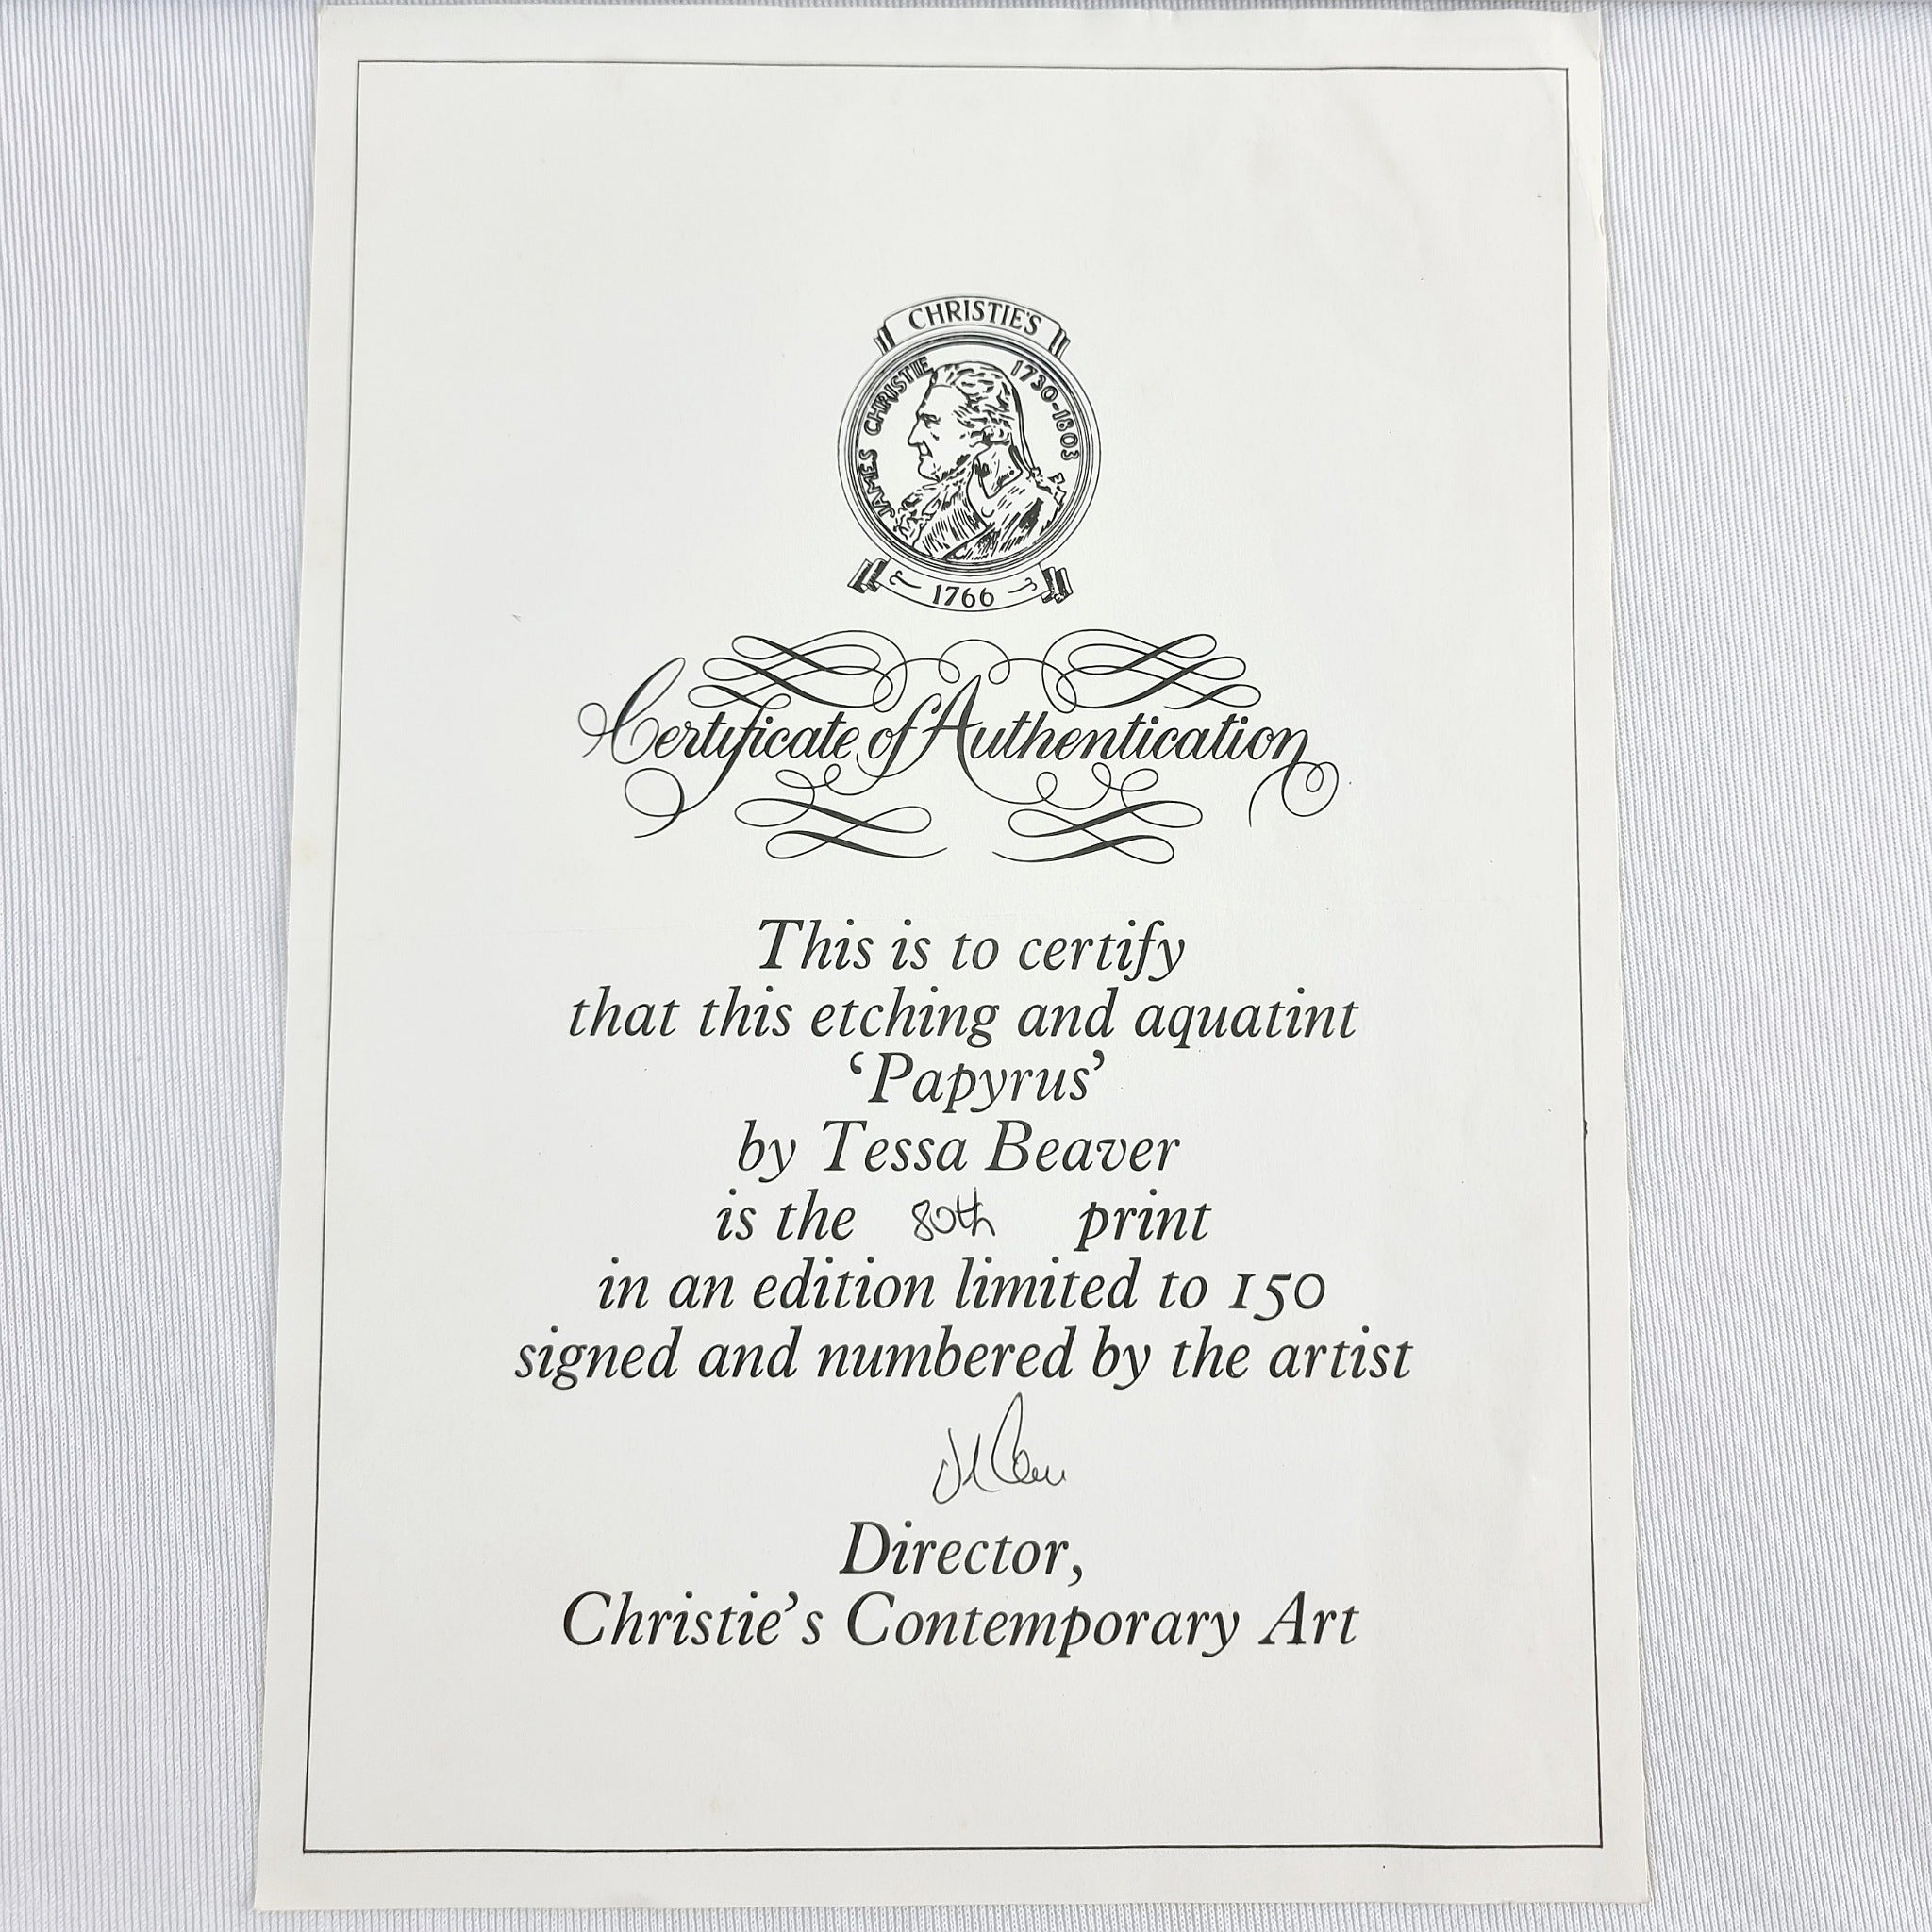 CHRISTIE'S
JAMES CHRISTIE 1730-1803
1766
Certificate of Authentication
This is to certify
that this etching and aquatint
‘Papyrus’
by Tessa Beaver
is the 80th print
in an edition limited to 150
signed and numbered by the artist
Director,
Christie’s Contemporary Art